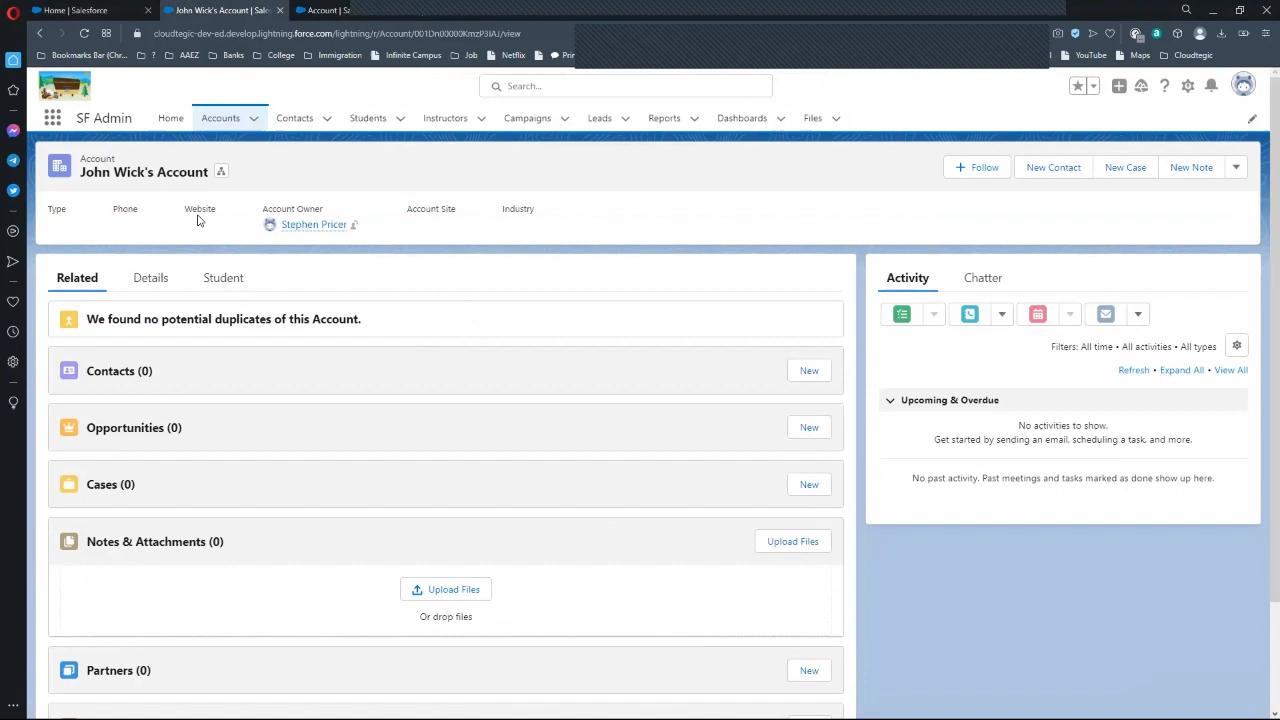 Home | Salesforce
John Wick's Account | Sales
Account | Sa
cloudtegic-dev-ed.develop.lightning.force.com/lightning/r/Account/001Dn00000KmzP3IAJ/view
Bookmarks Bar (Chr...
?
AAEZ
Banks
College
Immigration
Infinite Campus
Job
Netflix
Prin
YouTube
Maps
Cloudtegic
Search...
SF Admin
Home
Accounts
Contacts
Students
Instructors
Campaigns
Leads
Reports
Dashboards
Files
Account
John Wick's Account
Follow
New Contact
New Case
New Note
Type
Phone
Website
Account Owner
Account Site
Industry
Stephen Pricer
Related
Details
Student
We found no potential duplicates of this Account.
Contacts (0)
New
Opportunities (0)
New
Cases (0)
New
Notes & Attachments (0)
Upload Files
Upload Files
Or drop files
Partners (0)
New
Activity
Chatter
Filters: All time • All activities • All types
Refresh • Expand All • View All
Upcoming & Overdue
No activities to show.
Get started by sending an email, scheduling a task, and more.
No past activity. Past meetings and tasks marked as done show up here.